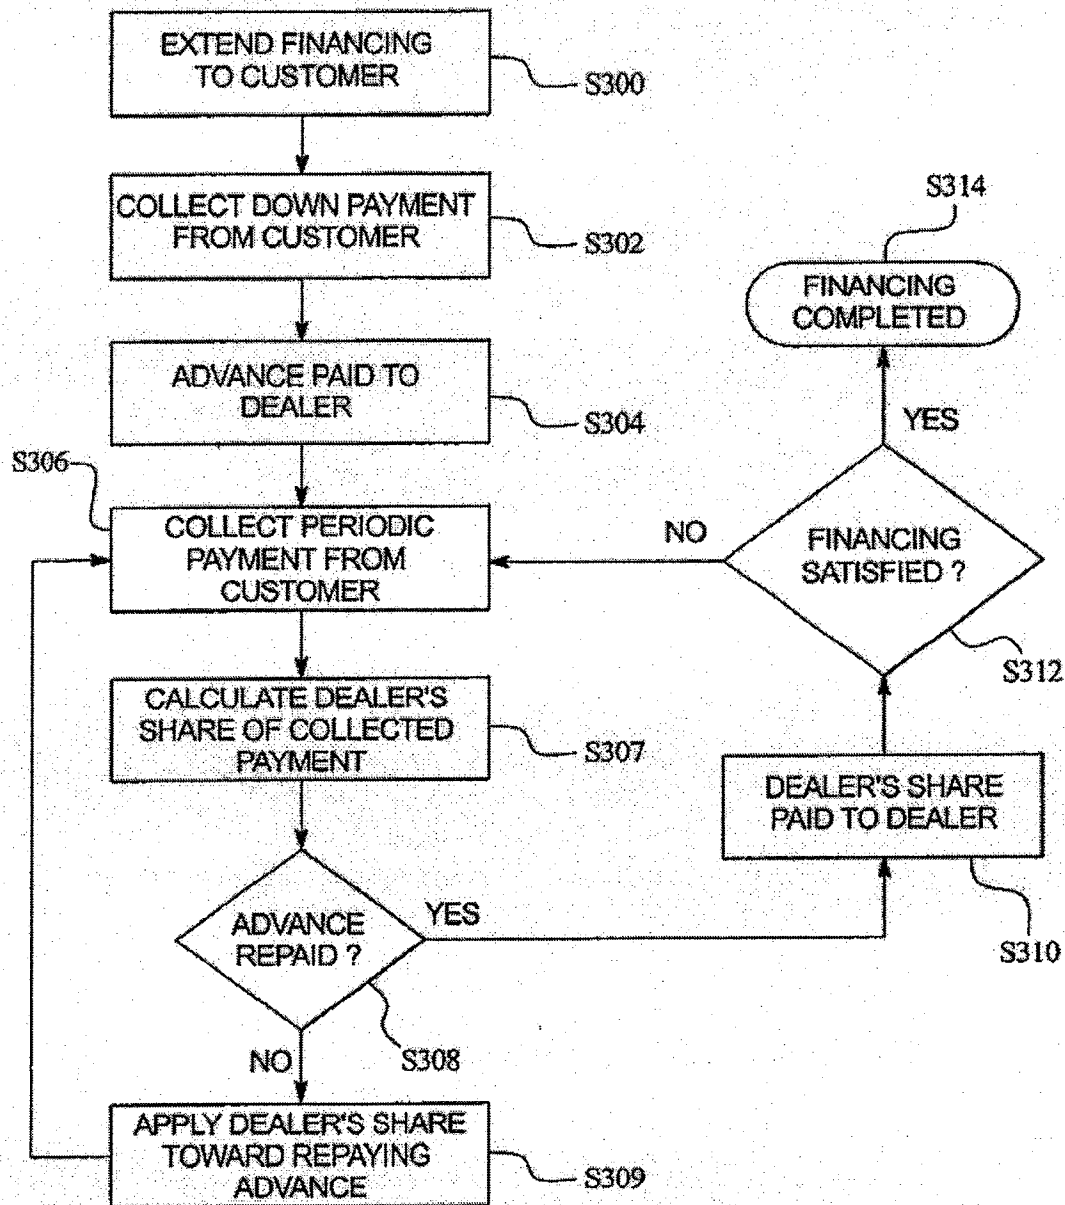 EXTEND FINANCING
TO CUSTOMER
S300
COLLECT DOWN PAYMENT
FROM CUSTOMER
S302
ADVANCE PAID TO
DEALER
S304
S306
COLLECT PERIODIC
PAYMENT FROM
CUSTOMER
CALCULATE DEALER'S
SHARE OF COLLECTED
PAYMENT
S307
ADVANCE
REPAID ?
S308
YES
NO
APPLY DEALER'S SHARE
TOWARD REPAYING
ADVANCE
S309
DEALER'S SHARE
PAID TO DEALER
S310
FINANCING
SATISFIED ?
S312
NO
YES
FINANCING
COMPLETED
S314